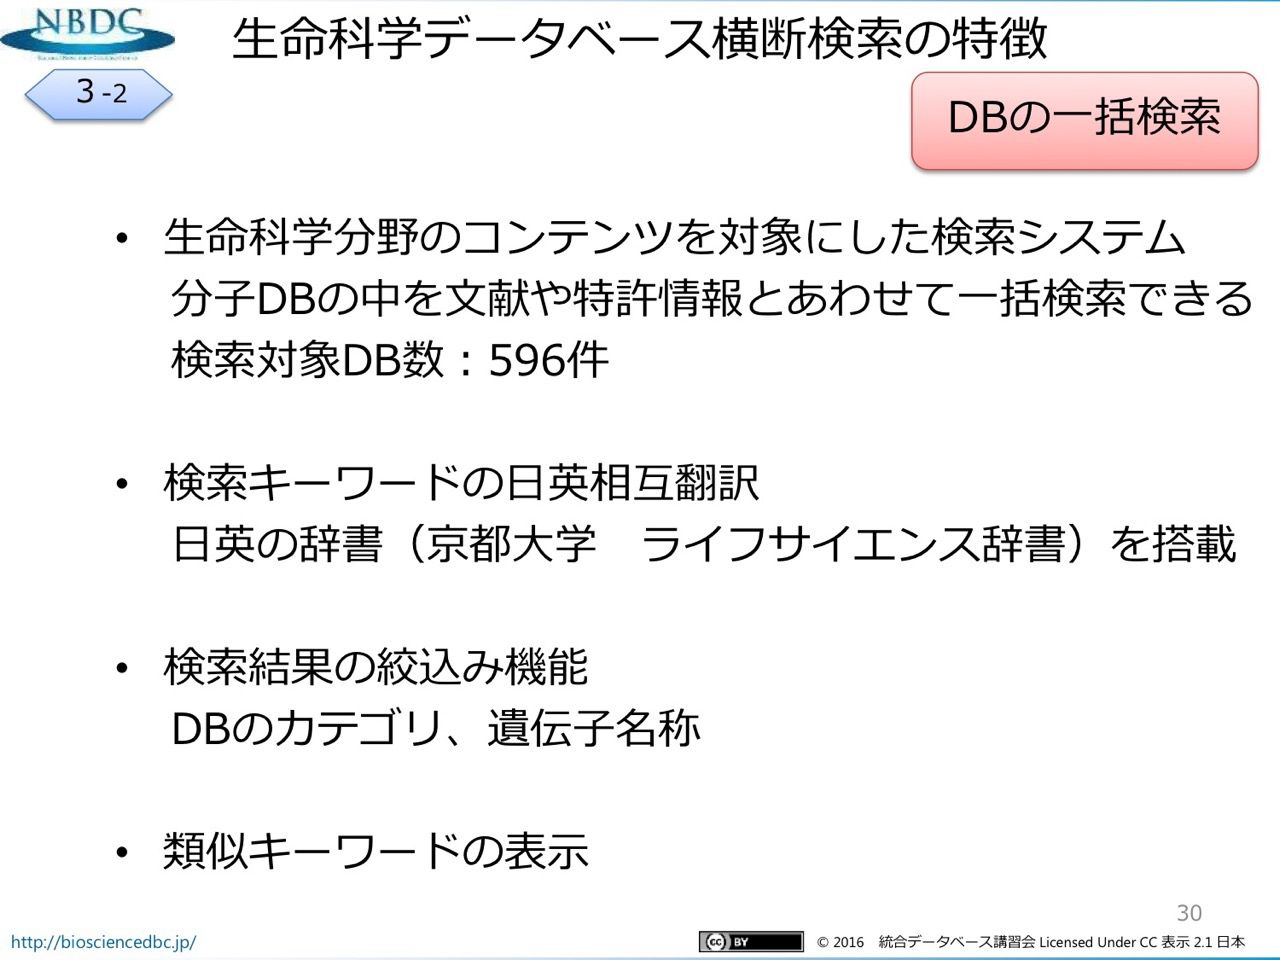 NBDC
生命科学データベース横断検索の特徴
3-2
DBの一括検索
• 生命科学分野のコンテンツを対象にした検索システム
分子DBの中を文献や特許情報とあわせて一括検索できる
検索対象DB数：596件
• 検索キーワードの日英相互翻訳
日英の辞書（京都大学　ライフサイエンス辞書）を搭載
• 検索結果の絞込み機能
DBのカテゴリ、遺伝子名称
• 類似キーワードの表示
30
http://biosciencedbc.jp/
cc BY © 2016　統合データベース講習会 Licensed Under CC 表示 2.1 日本